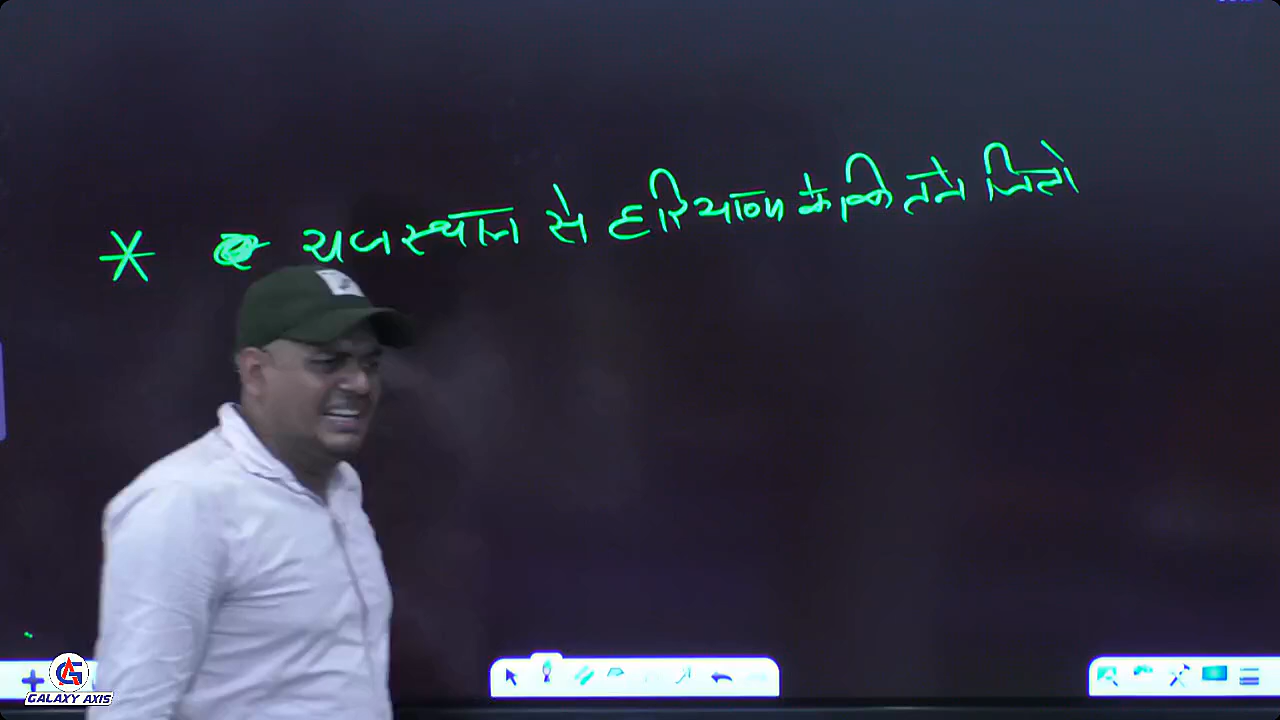 * राजस्थान से हरियाणा के कितने जिलो
GALAXY AXIS